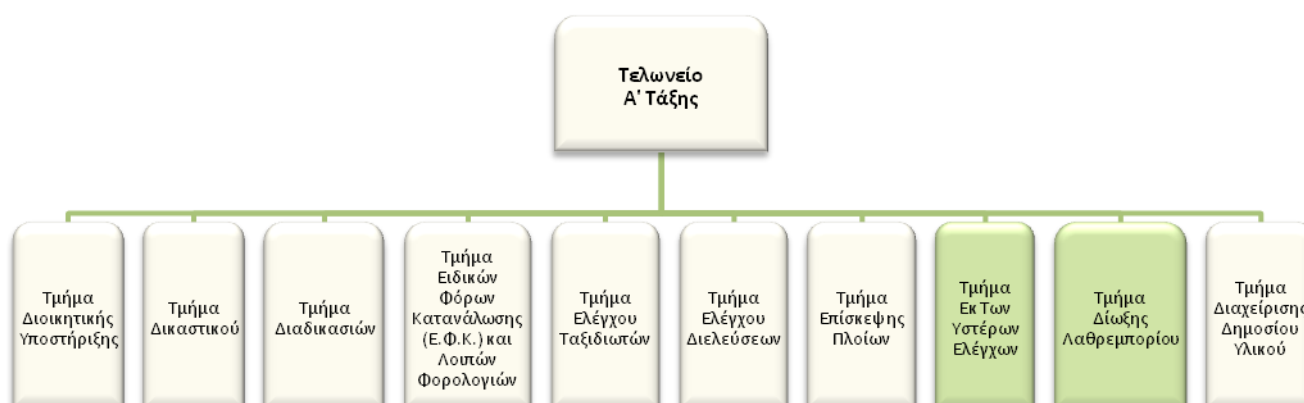 Τελωνείο
Α' Τάξης
Τμήμα
Διοικητικής
Υποστήριξης
Τμήμα
Δικαστικού
Τμήμα
Διαδικασιών
Τμήμα
Ειδικών
Φόρων
Κατανάλωσης
(Ε.Φ.Κ.) και
Λοιπών
Φορολογιών
Τμήμα
Ελέγχου
Ταξιδιωτών
Τμήμα
Ελέγχου
Διελεύσεων
Τμήμα
Επίσκεψης
Πλοίων
Τμήμα
Εκ Των
Υστέρων
Ελέγχων
Τμήμα
Δίωξης
Λαθρεμπορίου
Τμήμα
Διαχείρισης
Δημοσίου
Υλικού